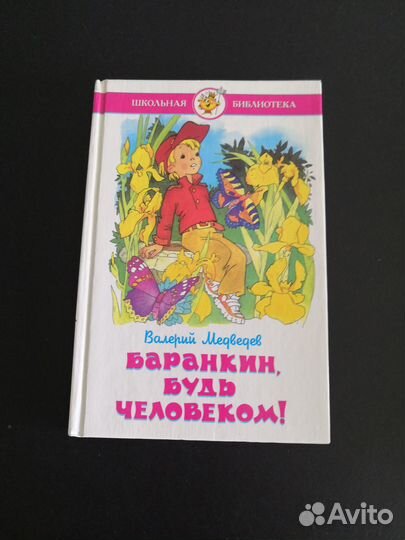 ШКОЛЬНАЯ БИБЛИОТЕКА
Валерий Медведев
БАРАНКИН,
БУДЬ
ЧЕЛОВЕКОМ!
Avito